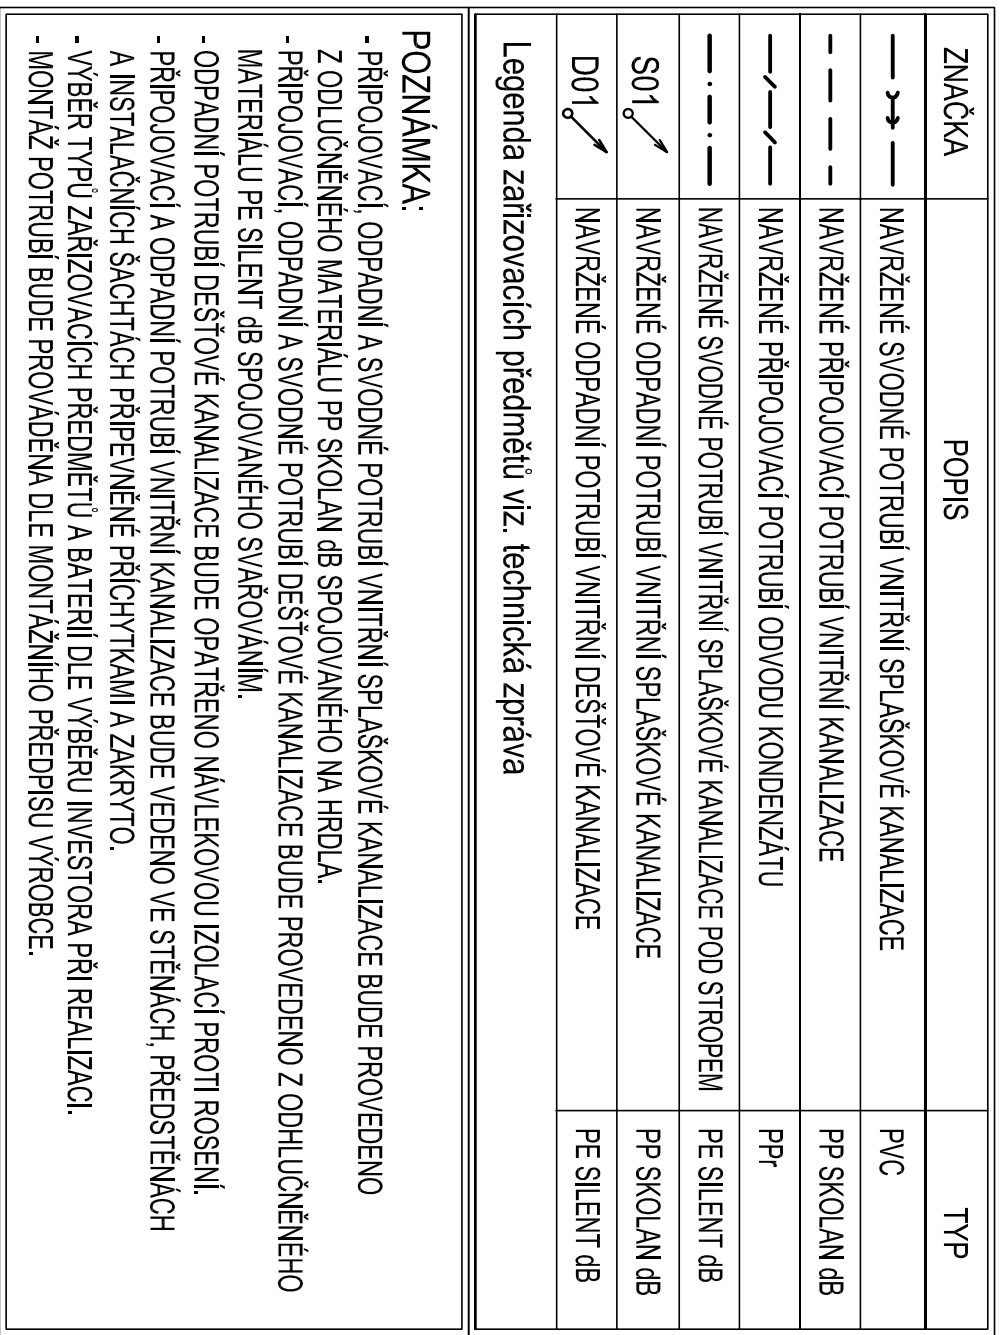 ZNAČKA POPIS TYP
NAVRŽENÉ SVODNÉ POTRUBÍ VNITŘNÍ SPLAŠKOVÉ KANALIZACE PVC
NAVRŽENÉ PŘIPOJOVACÍ POTRUBÍ VNITŘNÍ KANALIZACE PP SKOLAN dB
NAVRŽENÉ PŘIPOJOVACÍ POTRUBÍ ODVODU KONDENZÁTU PPr
NAVRŽENÉ SVODNÉ POTRUBÍ VNITŘNÍ SPLAŠKOVÉ KANALIZACE POD STROPEM PE SILENT dB
S01 NAVRŽENÉ ODPADNÍ POTRUBÍ VNITŘNÍ SPLAŠKOVÉ KANALIZACE PP SKOLAN dB
D01 NAVRŽENÉ ODPADNÍ POTRUBÍ VNITŘNÍ DEŠŤOVÉ KANALIZACE PE SILENT dB
Legenda zařizovacích předmětů viz. technická zpráva
POZNÁMKA:
- PŘIPOJOVACÍ, ODPADNÍ A SVODNÉ POTRUBÍ VNITŘNÍ SPLAŠKOVÉ KANALIZACE BUDE PROVEDENO
Z ODLUČNĚNÉHO MATERIÁLU PP SKOLAN dB SPOJOVANÉHO NA HRDLA.
- PŘIPOJOVACÍ, ODPADNÍ A SVODNÉ POTRUBÍ DEŠŤOVÉ KANALIZACE BUDE PROVEDENO Z ODHLUČNĚNÉHO
MATERIÁLU PE SILENT dB SPOJOVANÉHO SVAŘOVÁNÍM.
- ODPADNÍ POTRUBÍ DEŠŤOVÉ KANALIZACE BUDE OPATŘENO NÁVLEKOVOU IZOLACÍ PROTI ROSENÍ.
- PŘIPOJOVACÍ A ODPADNÍ POTRUBÍ VNITŘNÍ KANALIZACE BUDE VEDENO VE STĚNÁCH, PŘEDSTĚNÁCH
A INSTALAČNÍCH ŠACHTÁCH PŘIPEVNĚNÉ PŘÍCHYTKAMI A ZAKRYTO.
- VÝBĚR TYPŮ ZAŘIZOVACÍCH PŘEDMĚTŮ A BATERIÍ DLE VÝBĚRU INVESTORA PŘI REALIZACI.
- MONTÁŽ POTRUBÍ BUDE PROVÁDĚNA DLE MONTÁŽNÍHO PŘEDPISU VÝROBCE.